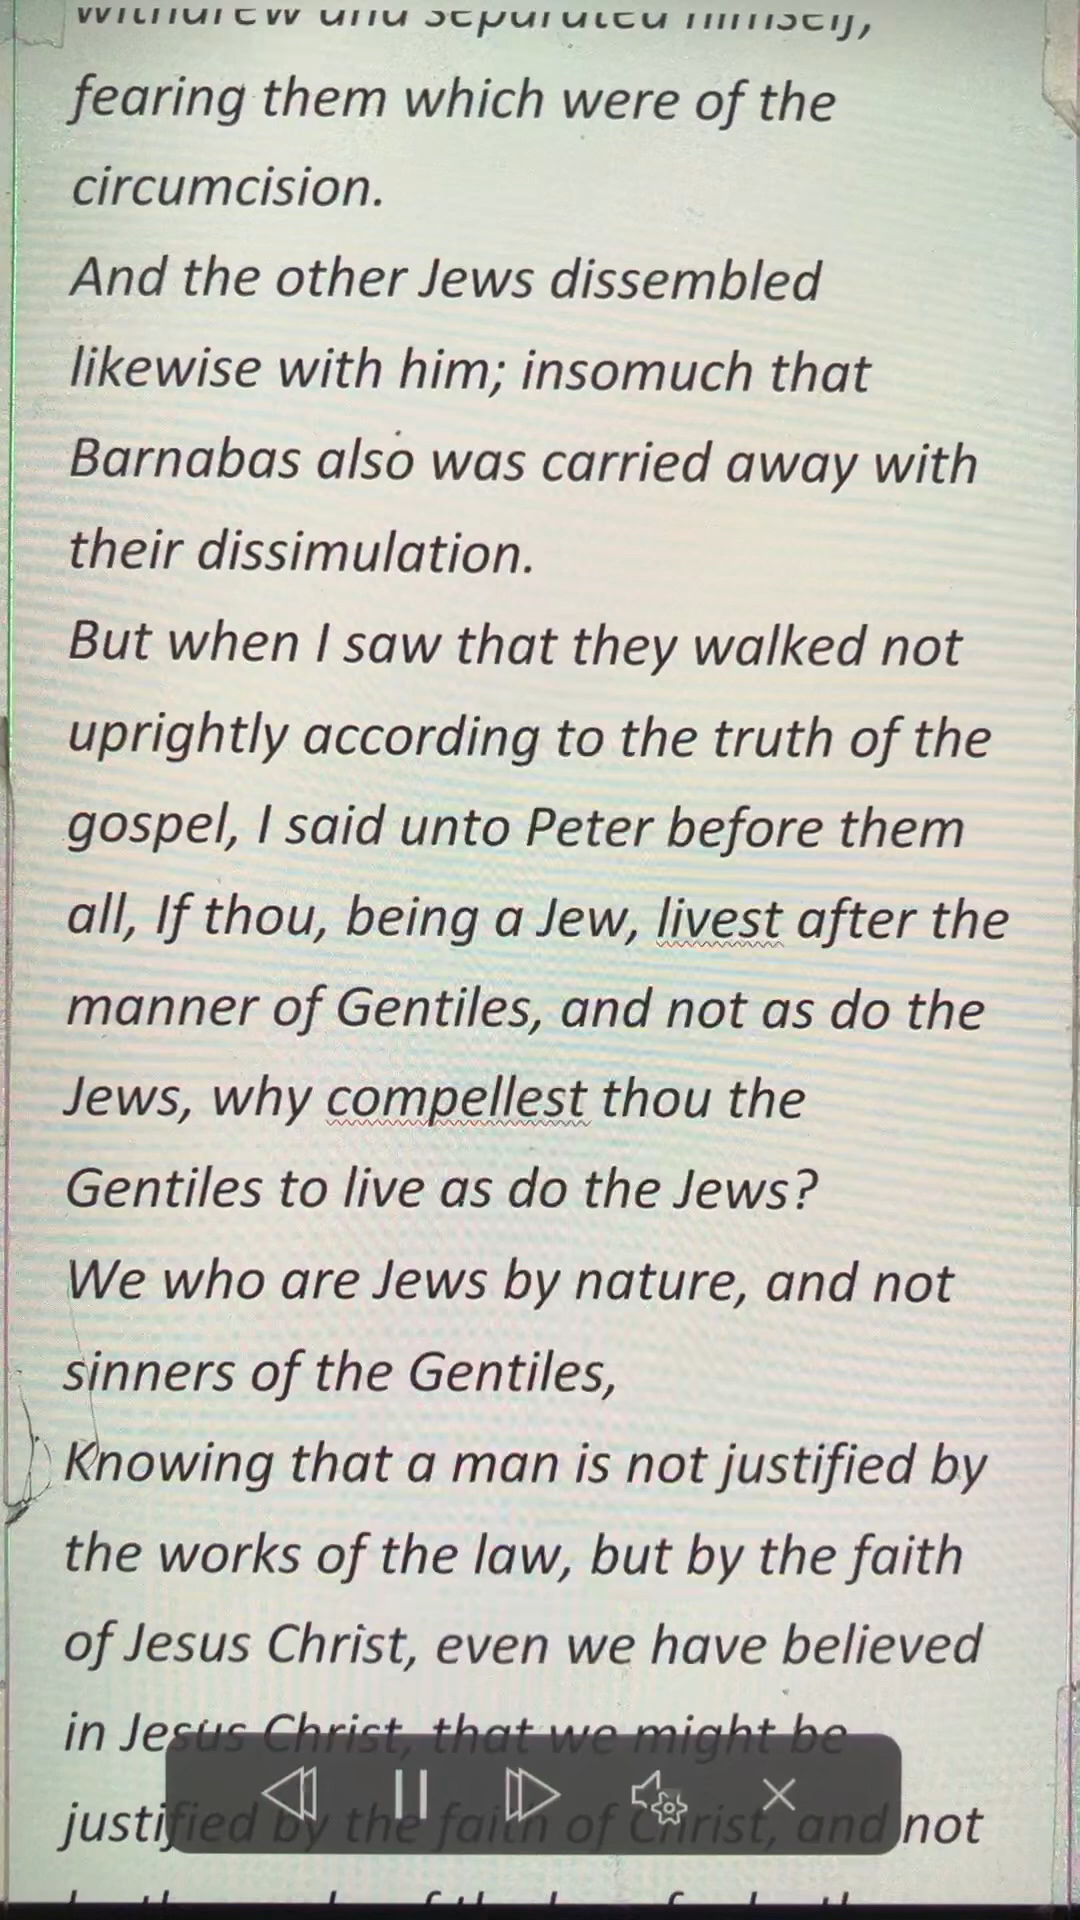 withdrew and separated himself,
fearing them which were of the
circumcision.
And the other Jews dissembled
likewise with him; insomuch that
Barnabas also was carried away with
their dissimulation.
But when I saw that they walked not
uprightly according to the truth of the
gospel, I said unto Peter before them
all, If thou, being a Jew, livest after the
manner of Gentiles, and not as do the
Jews, why compellest thou the
Gentiles to live as do the Jews?
We who are Jews by nature, and not
sinners of the Gentiles,
Knowing that a man is not justified by
the works of the law, but by the faith
of Jesus Christ, even we have believed
in Jesus Christ, that we might be
justified by the faith of Christ, and not